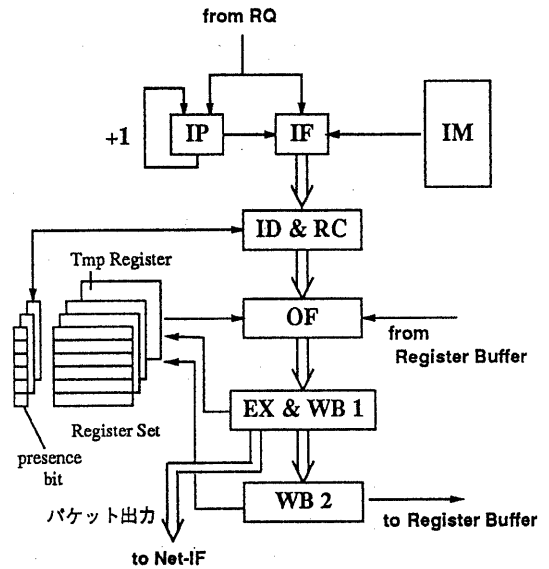 from RQ
+1
IP
IF
IM
ID & RC
Tmp Register
OF
from
Register Buffer
EX & WB 1
Register Set
presence
bit
パケット出力
WB 2
to Register Buffer
to Net-IF